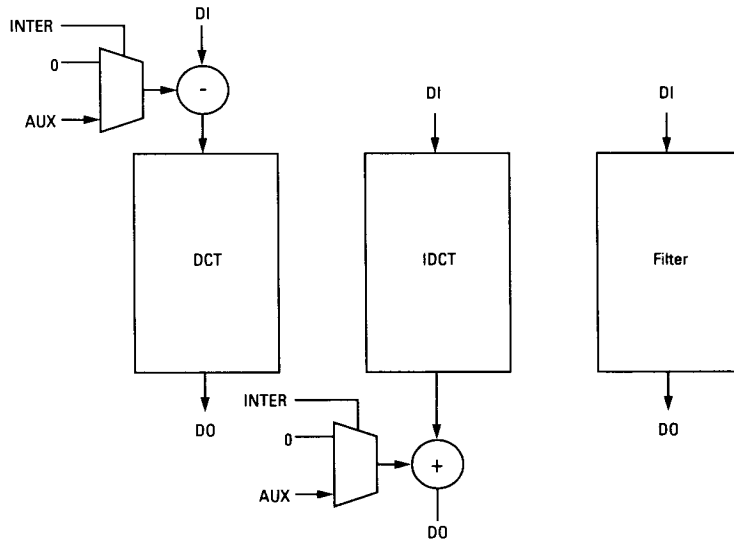 INTER
DI
0
-
AUX
DI
DI
DCT
IDCT
Filter
INTER
DO
DO
0
+
AUX
DO